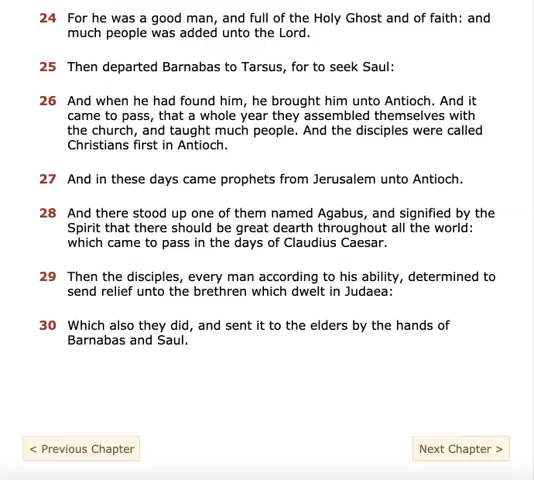 24 For he was a good man, and full of the Holy Ghost and of faith: and
much people was added unto the Lord.
25 Then departed Barnabas to Tarsus, for to seek Saul:
26 And when he had found him, he brought him unto Antioch. And it
came to pass, that a whole year they assembled themselves with
the church, and taught much people. And the disciples were called
Christians first in Antioch.
27 And in these days came prophets from Jerusalem unto Antioch.
28 And there stood up one of them named Agabus, and signified by the
Spirit that there should be great dearth throughout all the world:
which came to pass in the days of Claudius Caesar.
29 Then the disciples, every man according to his ability, determined to
send relief unto the brethren which dwelt in Judaea:
30 Which also they did, and sent it to the elders by the hands of
Barnabas and Saul.
< Previous Chapter
Next Chapter >